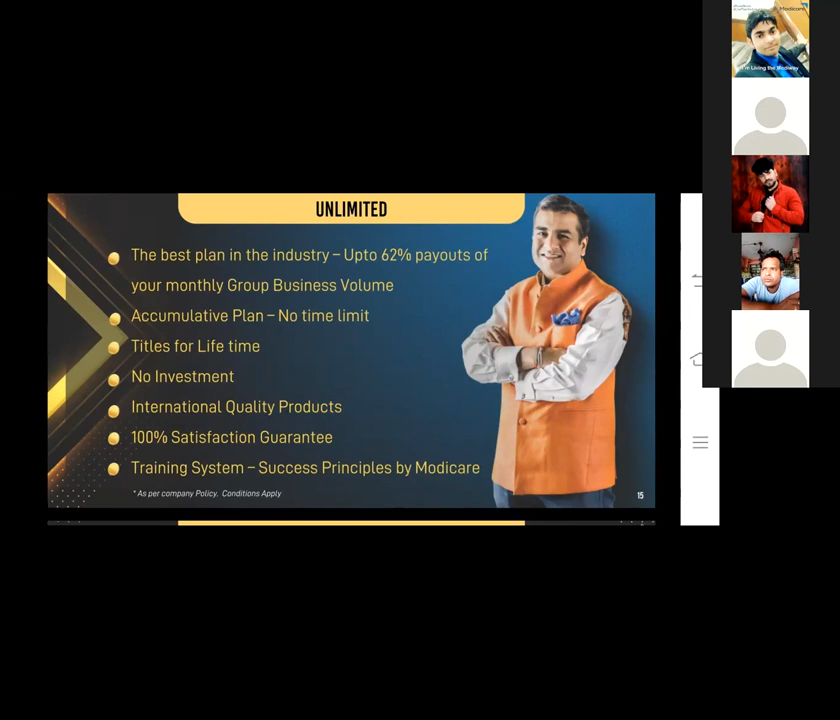 UNLIMITED
The best plan in the industry – Upto 62% payouts of
your monthly Group Business Volume
Accumulative Plan – No time limit
Titles for Life time
No Investment
International Quality Products
100% Satisfaction Guarantee
Training System – Success Principles by Modicare
* As per company Policy. Conditions Apply
15
Modicare
I'm Living the Modiway